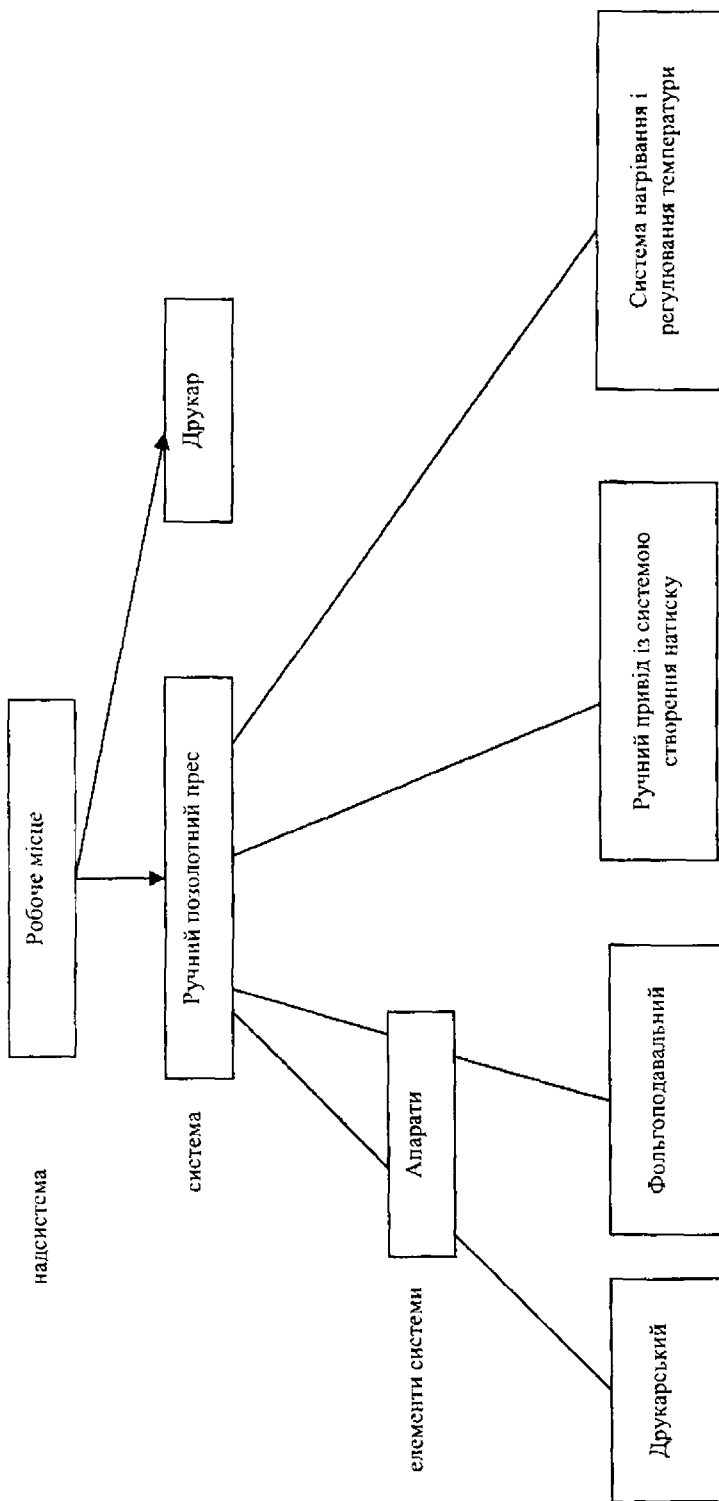 надсистема
Робоче місце
система
Ручний позолотний прес
Друкар
елементи системи
Апарати
Друкарський
Фольгоподавальний
Ручний привід із системою
створення натиску
Система нагрівання і
регулювання температури